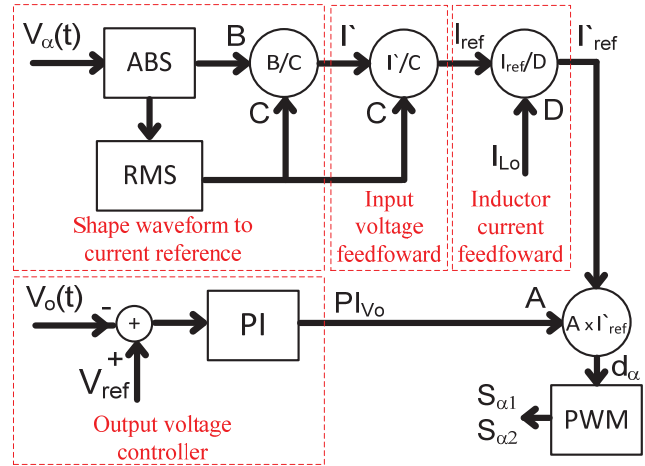 Vα(t)
ABS
B
B/C
I`
I`/C
Iref
Iref/D
I`ref
C
C
D
RMS
ILo
Shape waveform to
current reference
Input
voltage
feedfoward
Inductor
current
feedfoward
Vo(t)
-
+
+
Vref
PI
PIVo
A
A x I`ref
dα
Output voltage
controller
Sα1
Sα2
PWM